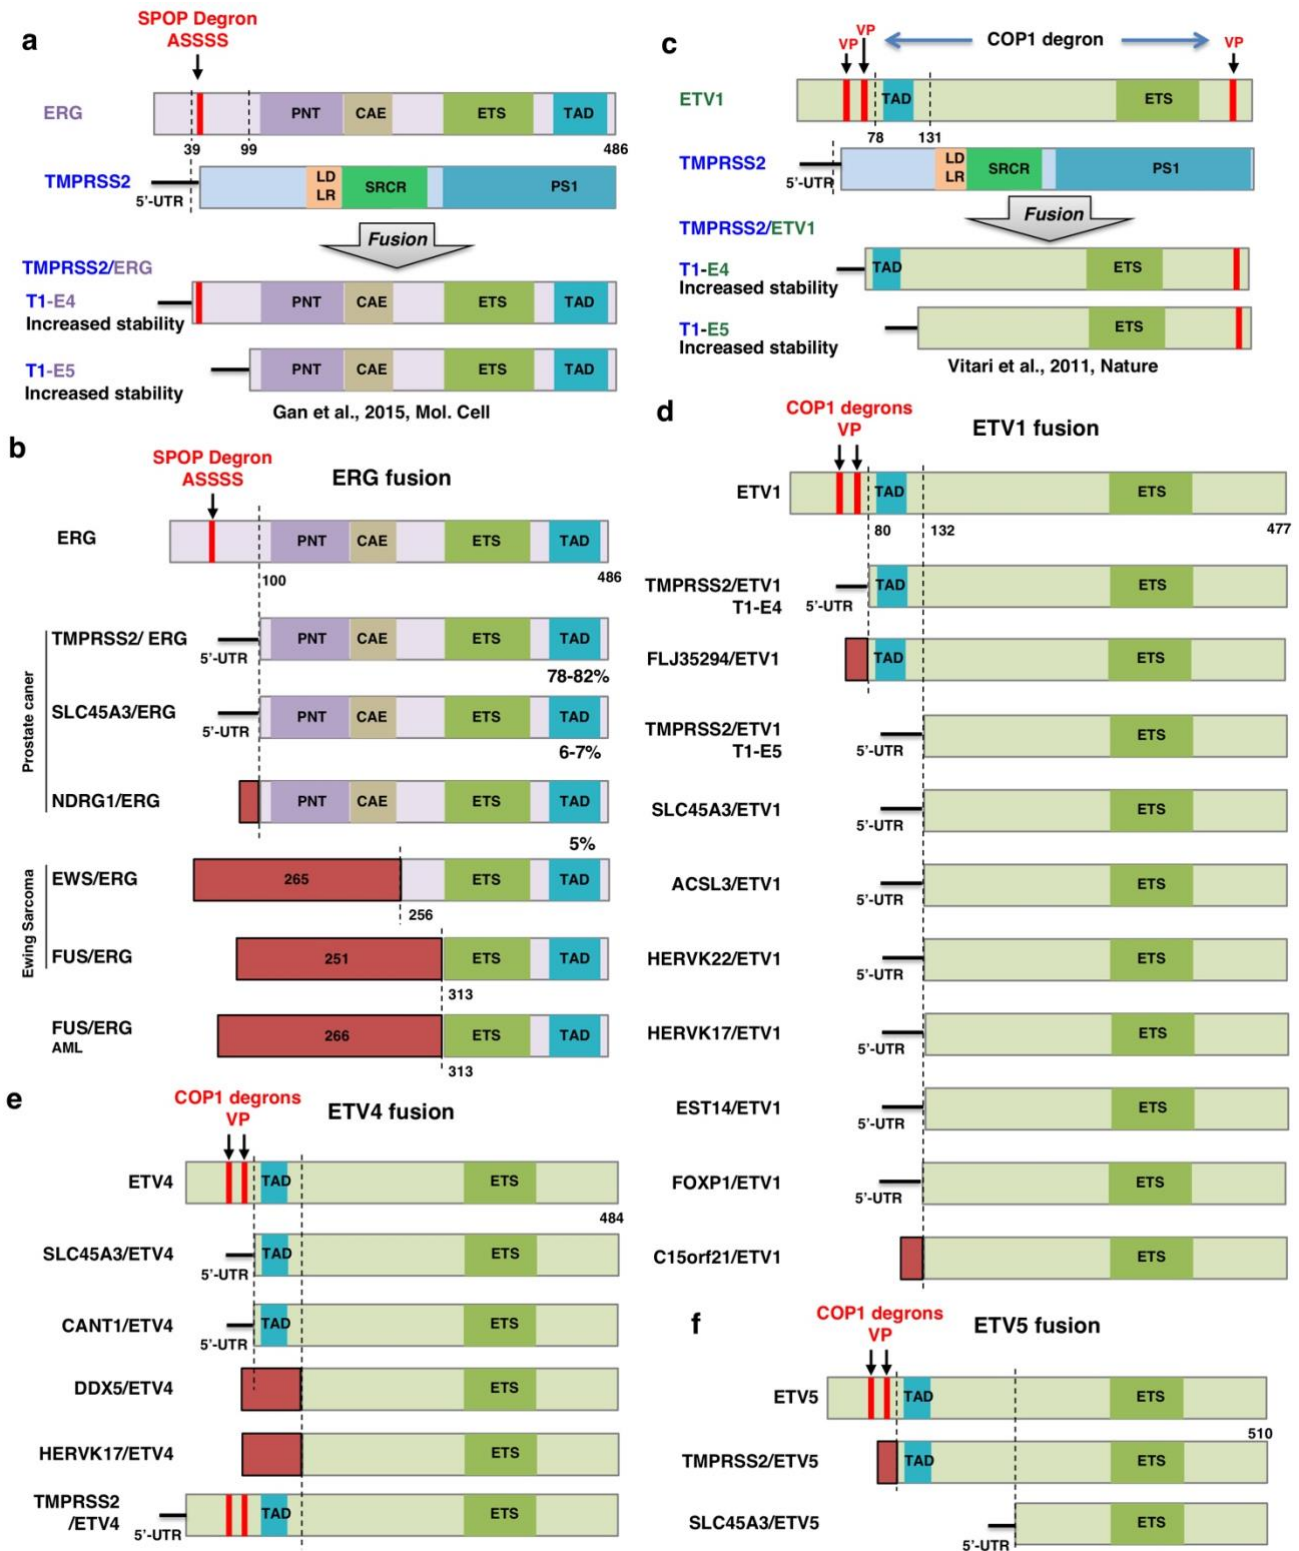 a
SPOP Degron
ASSSS
ERG
PNT CAE ETS TAD
39 99 486
TMPRSS2
5'-UTR
LD
LR
SRCR
PS1
Fusion
TMPRSS2/ERG
T1-E4
Increased stability
PNT CAE ETS TAD
T1-E5
Increased stability
PNT CAE ETS TAD
Gan et al., 2015, Mol. Cell
b
SPOP Degron
ASSSS
ERG fusion
ERG
PNT CAE ETS TAD
100 486
Prostate caner
TMPRSS2/ ERG
5'-UTR
PNT CAE ETS TAD
78-82%
SLC45A3/ERG
5'-UTR
PNT CAE ETS TAD
6-7%
NDRG1/ERG
PNT CAE ETS TAD
5%
Ewing Sarcoma
EWS/ERG
265 ETS TAD
256
FUS/ERG
251 ETS TAD
313
FUS/ERG
AML
266 ETS TAD
313
c
VP VP COP1 degron VP
ETV1
TAD ETS
78 131
TMPRSS2
5'-UTR
LD
LR
SRCR
PS1
Fusion
TMPRSS2/ETV1
T1-E4
Increased stability
TAD ETS
T1-E5
Increased stability
ETS
Vitari et al., 2011, Nature
d
COP1 degrons
VP
ETV1 fusion
ETV1
TAD ETS
80 132 477
TMPRSS2/ETV1
T1-E4
5'-UTR
TAD ETS
FLJ35294/ETV1
TAD ETS
TMPRSS2/ETV1
T1-E5
5'-UTR
ETS
SLC45A3/ETV1
5'-UTR
ETS
ACSL3/ETV1
5'-UTR
ETS
HERVK22/ETV1
5'-UTR
ETS
HERVK17/ETV1
5'-UTR
ETS
EST14/ETV1
5'-UTR
ETS
FOXP1/ETV1
5'-UTR
ETS
C15orf21/ETV1
ETS
e
COP1 degrons
VP
ETV4 fusion
ETV4
TAD ETS
484
SLC45A3/ETV4
5'-UTR
TAD ETS
CANT1/ETV4
5'-UTR
TAD ETS
DDX5/ETV4
ETS
HERVK17/ETV4
ETS
TMPRSS2
/ETV4
5'-UTR
TAD ETS
f
COP1 degrons
VP
ETV5 fusion
ETV5
TAD ETS
510
TMPRSS2/ETV5
TAD ETS
SLC45A3/ETV5
5'-UTR
ETS